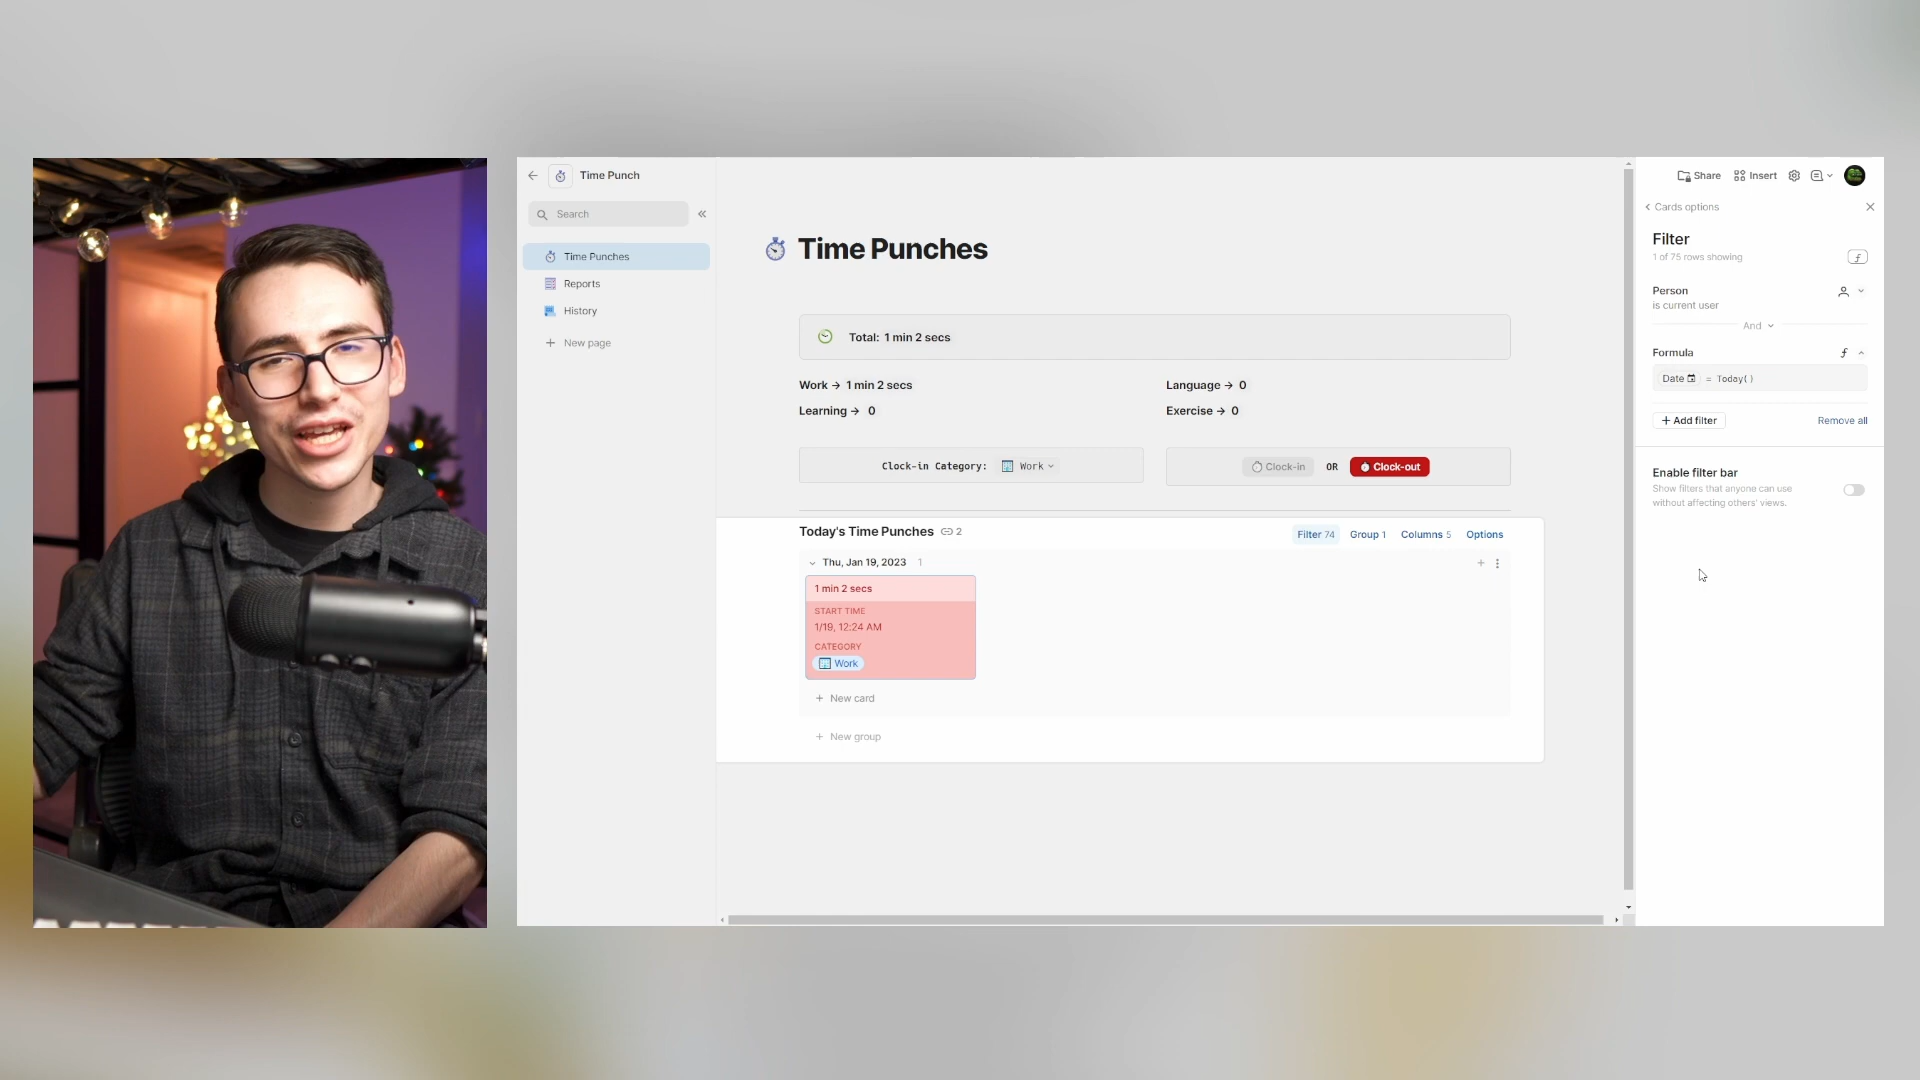 Time Punch
Search
Time Punches
Reports
History
New page
Time Punches
Total: 1 min 2 secs
Work → 1 min 2 secs
Language → 0
Learning → 0
Exercise → 0
Clock-in Category: Work
Clock-in OR Clock-out
Today's Time Punches 2
Filter 74 Group 1 Columns 5 Options
Thu, Jan 19, 2023 1
1 min 2 secs
START TIME
1/19, 12:24 AM
CATEGORY
Work
+ New card
+ New group
Share Insert
Cards options
Filter
1 of 75 rows showing
Person
is current user
And
Formula
Date = Today()
+ Add filter Remove all
Enable filter bar
Show filters that anyone can use
without affecting others' views.